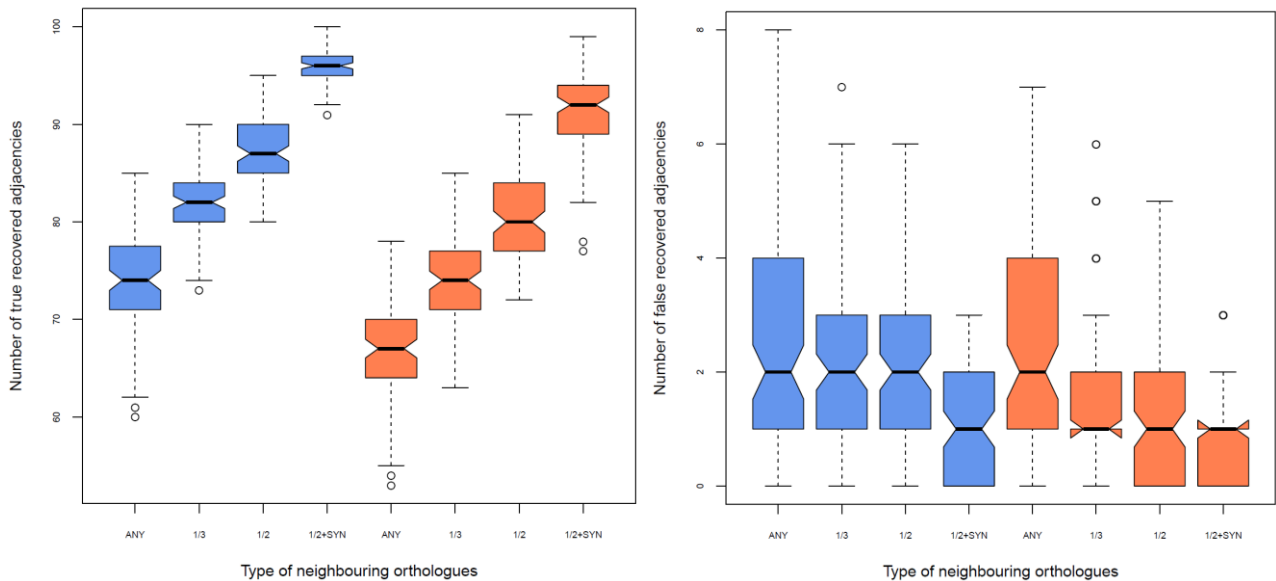 Number of true recovered adjacencies
100
90
80
70
60
ANY 1/3 1/2 1/2+SYN ANY 1/3 1/2 1/2+SYN
Type of neighbouring orthologues
Number of false recovered adjacencies
8
6
4
2
0
ANY 1/3 1/2 1/2+SYN ANY 1/3 1/2 1/2+SYN
Type of neighbouring orthologues